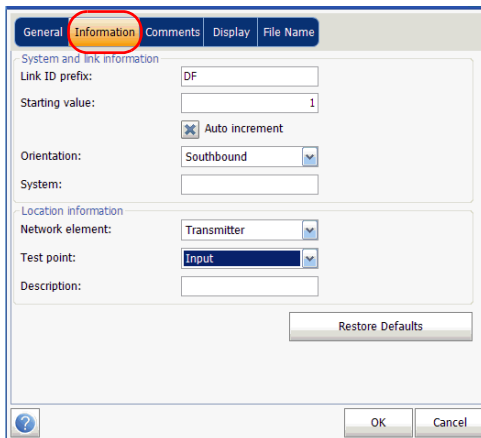 General Information Comments Display File Name
System and link information
Link ID prefix: DF
Starting value: 1
Auto increment
Orientation: Southbound
System:
Location information
Network element: Transmitter
Test point: Input
Description:
Restore Defaults
?
OK Cancel